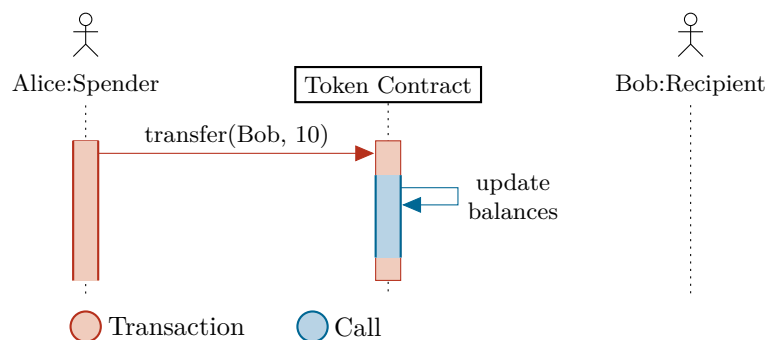 Alice:Spender
Token Contract
Bob:Recipient
transfer(Bob, 10)
update
balances
Transaction
Call